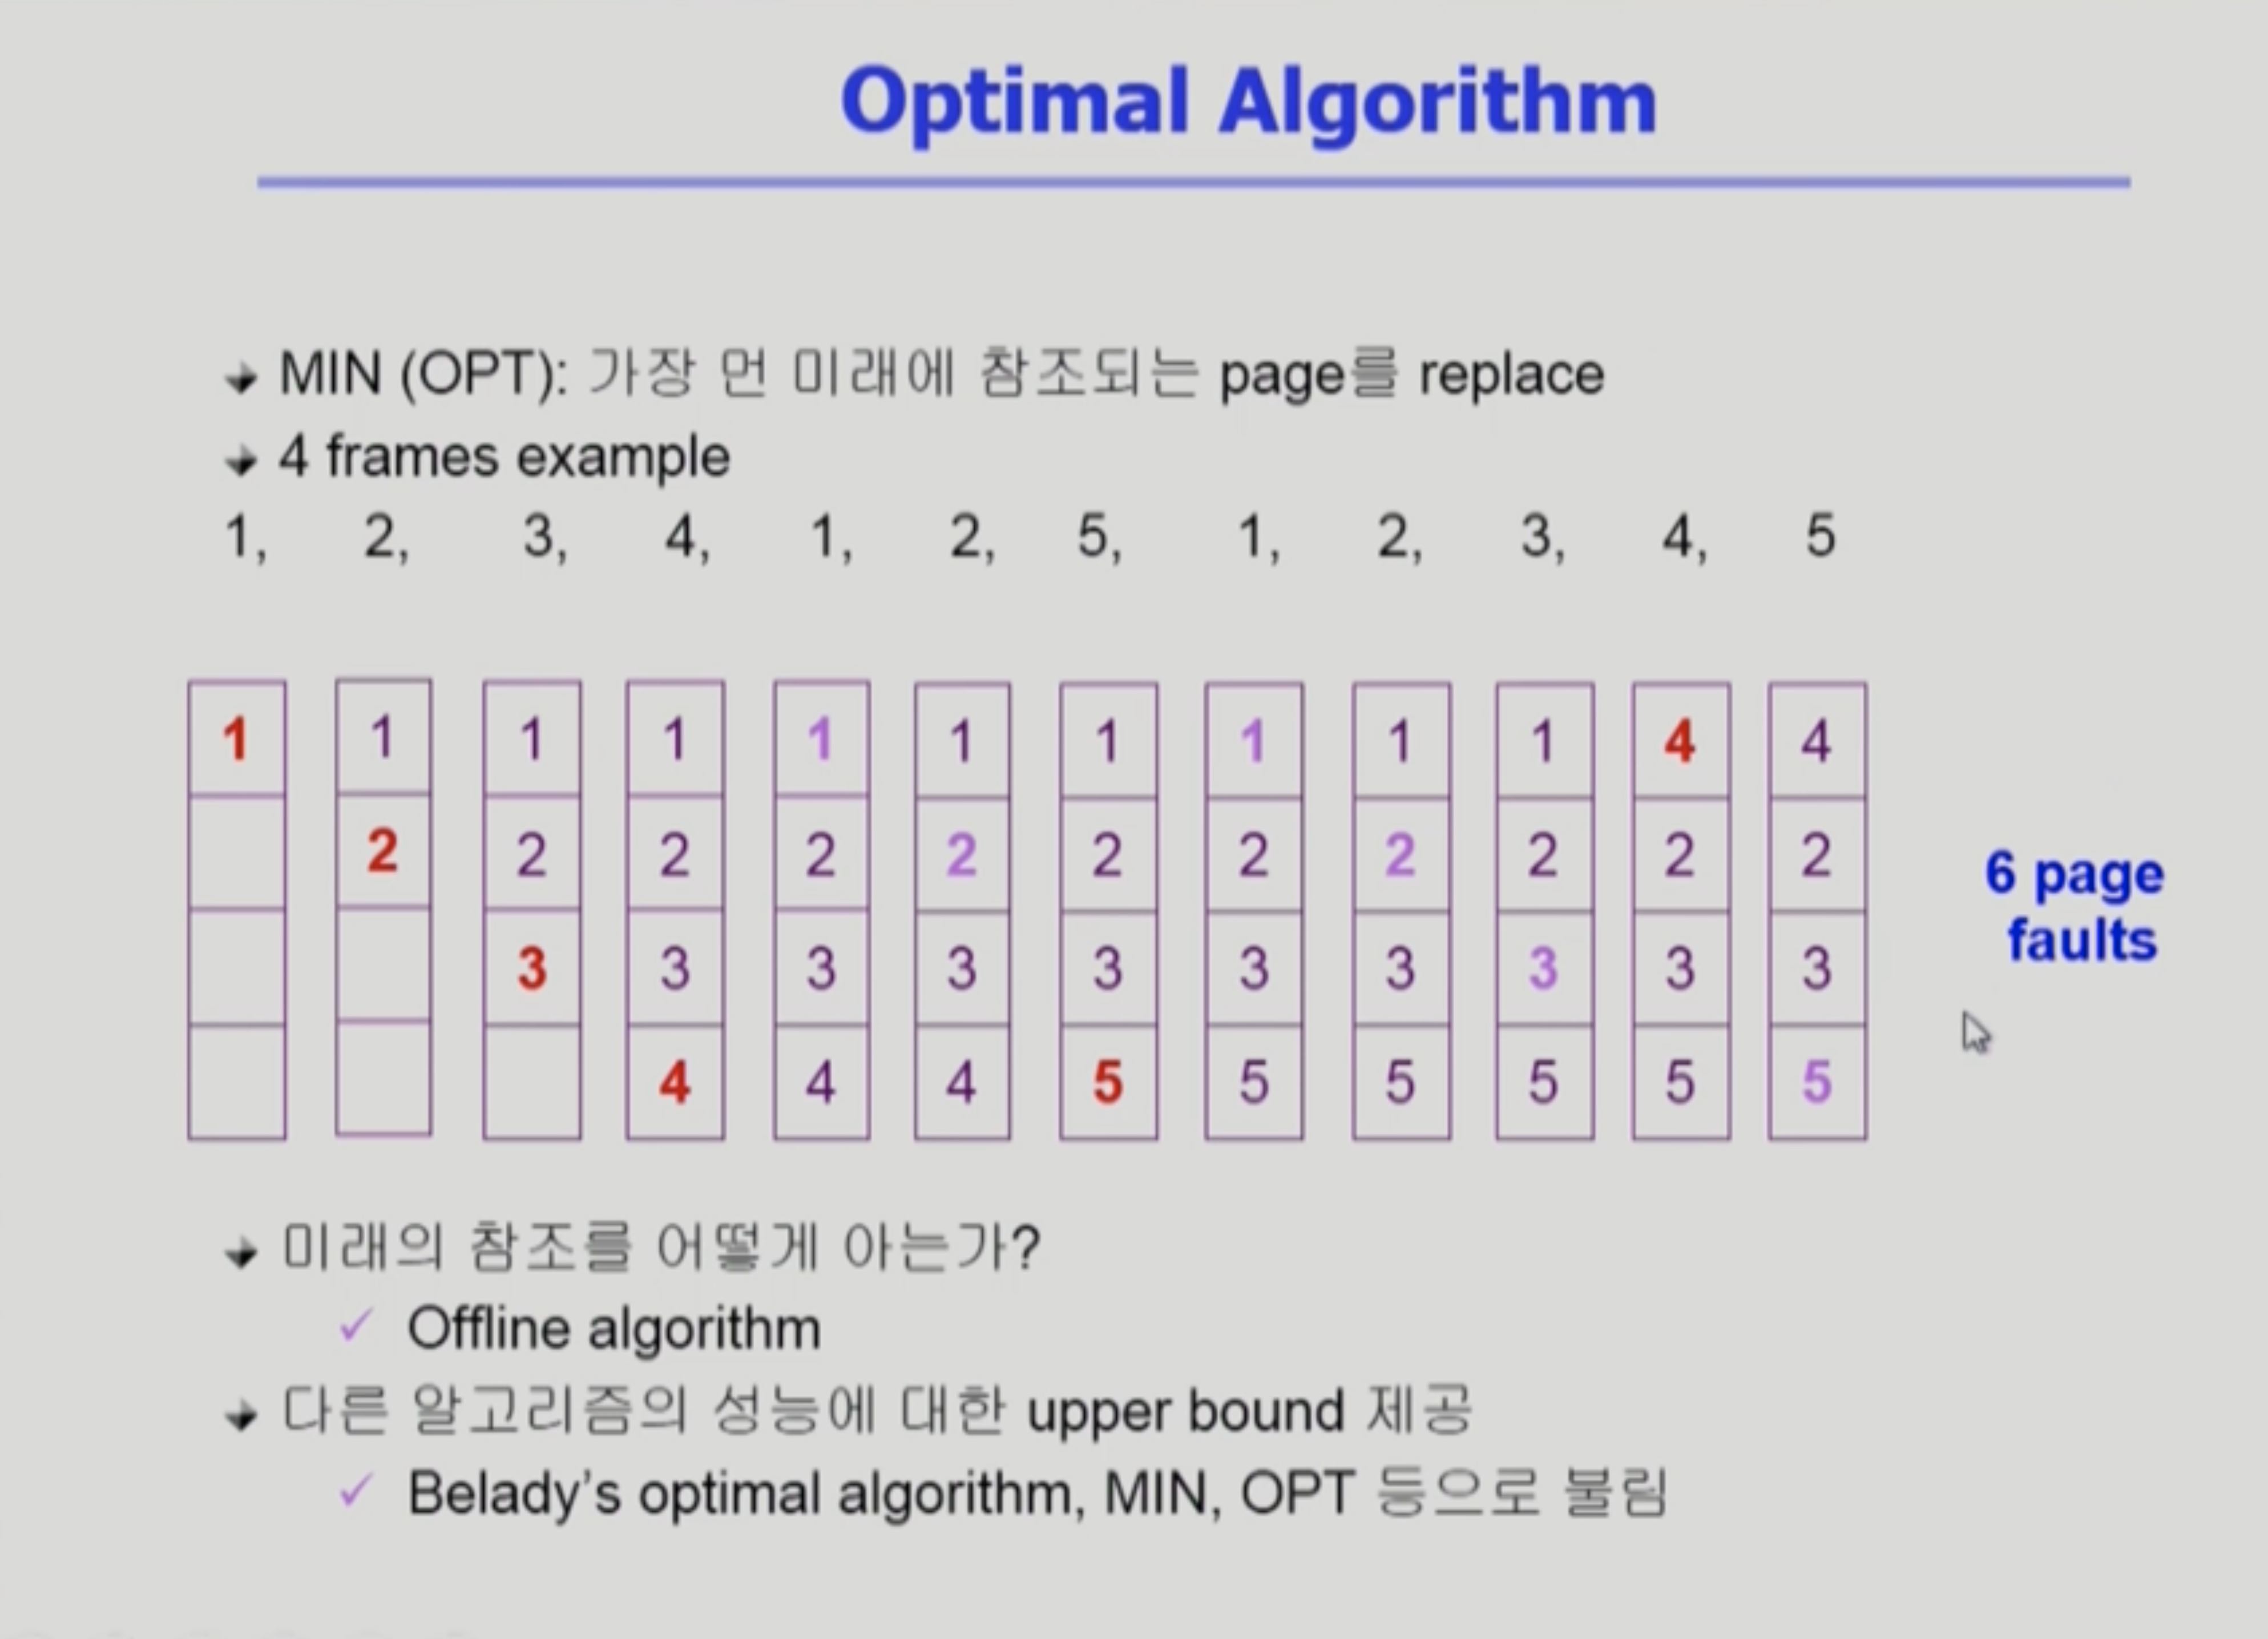 Optimal Algorithm
MIN (OPT): 가장 먼 미래에 참조되는 page를 replace
4 frames example
1, 2, 3, 4, 1, 2, 5, 1, 2, 3, 4, 5
1 1 1 1 1 1 1 1 1 1 4 4
2 2 2 2 2 2 2 2 2 2 2
3 3 3 3 3 3 3 3 3 3
4 4 4 5 5 5 5 5 5
6 page
faults
미래의 참조를 어떻게 아는가?
✓ Offline algorithm
다른 알고리즘의 성능에 대한 upper bound 제공
✓ Belady's optimal algorithm, MIN, OPT 등으로 불림